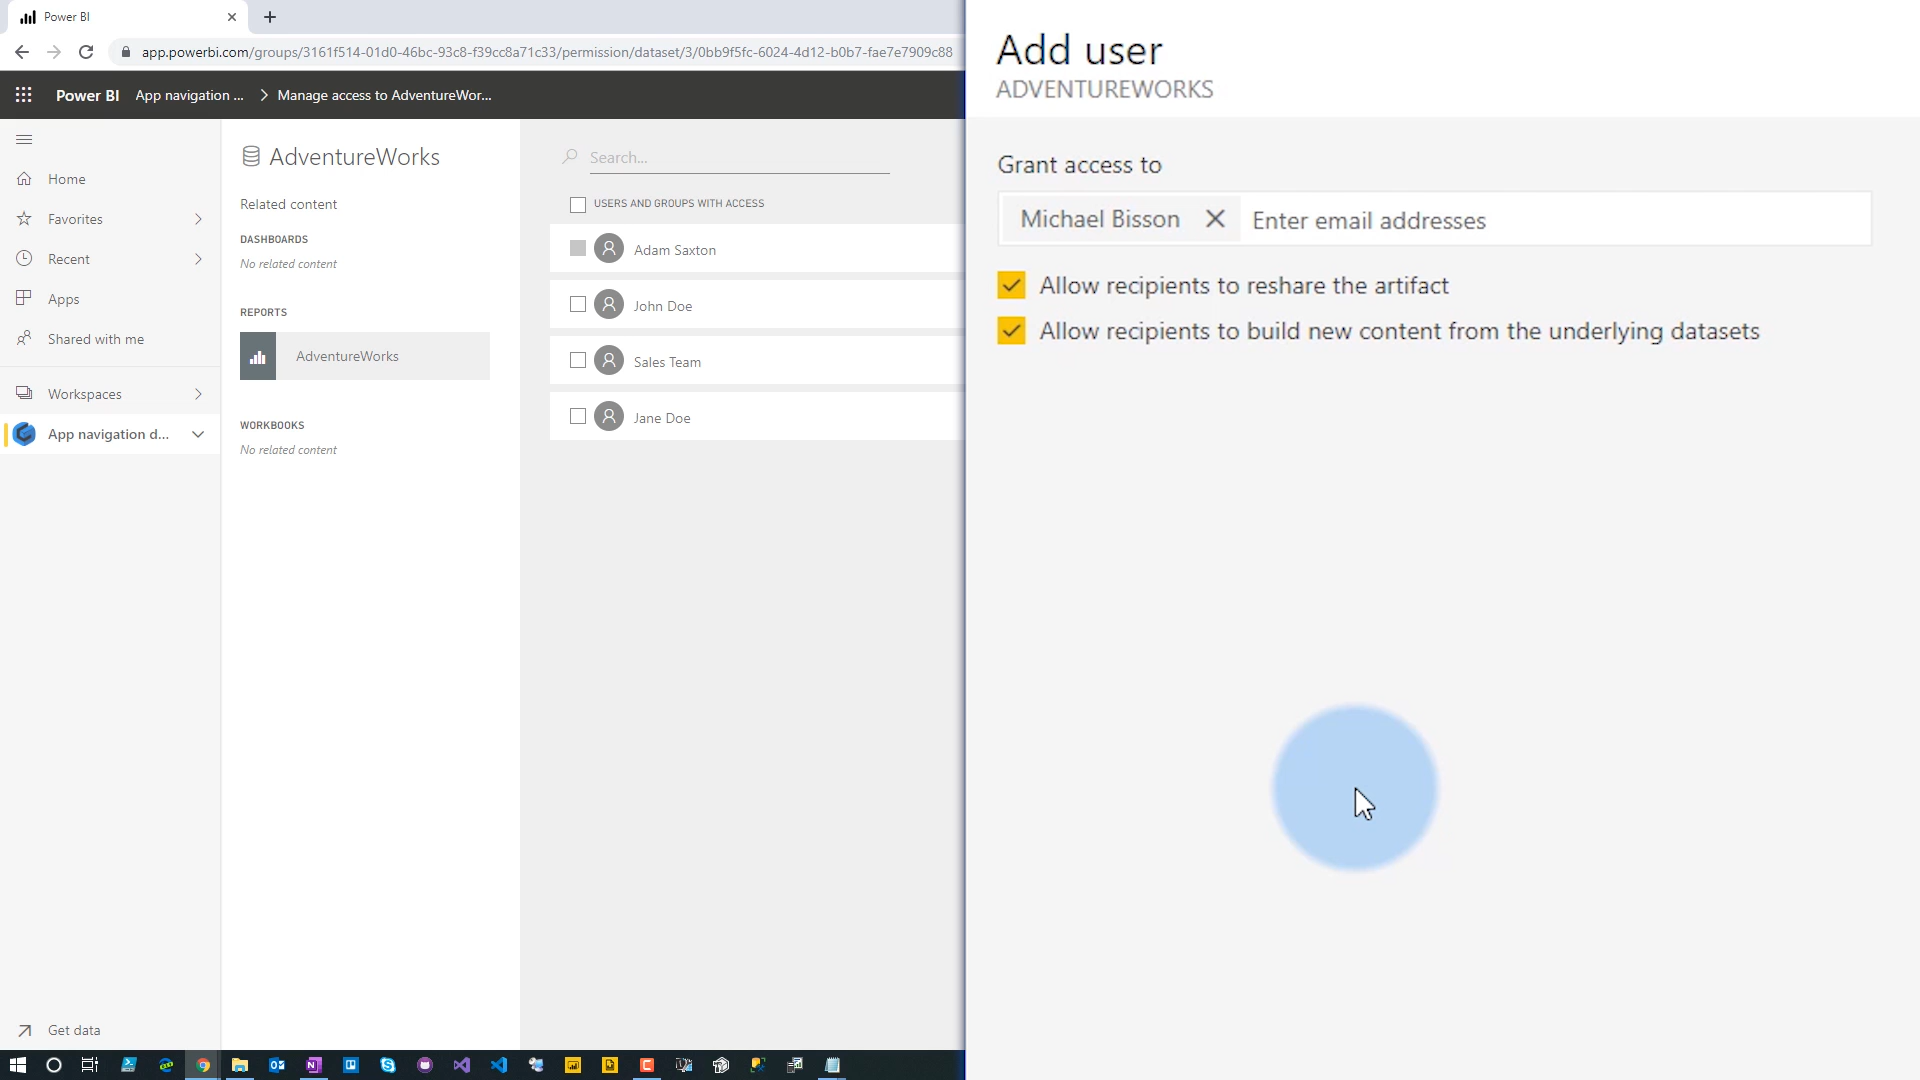 Power BI
app.powerbi.com/groups/3161f514-01d0-46bc-93c8-f39cc8a71c33/permission/dataset/3/0bb9f5fc-6024-4d12-b0b7-fae7e7909c88
Power BI App navigation ... Manage access to AdventureWor...
Home
Favorites
Recent
Apps
Shared with me
Workspaces
App navigation d...
Get data
AdventureWorks
Related content
DASHBOARDS
No related content
REPORTS
AdventureWorks
WORKBOOKS
No related content
Search...
USERS AND GROUPS WITH ACCESS
Adam Saxton
John Doe
Sales Team
Jane Doe
Add user
ADVENTUREWORKS
Grant access to
Michael Bisson Enter email addresses
Allow recipients to reshare the artifact
Allow recipients to build new content from the underlying datasets